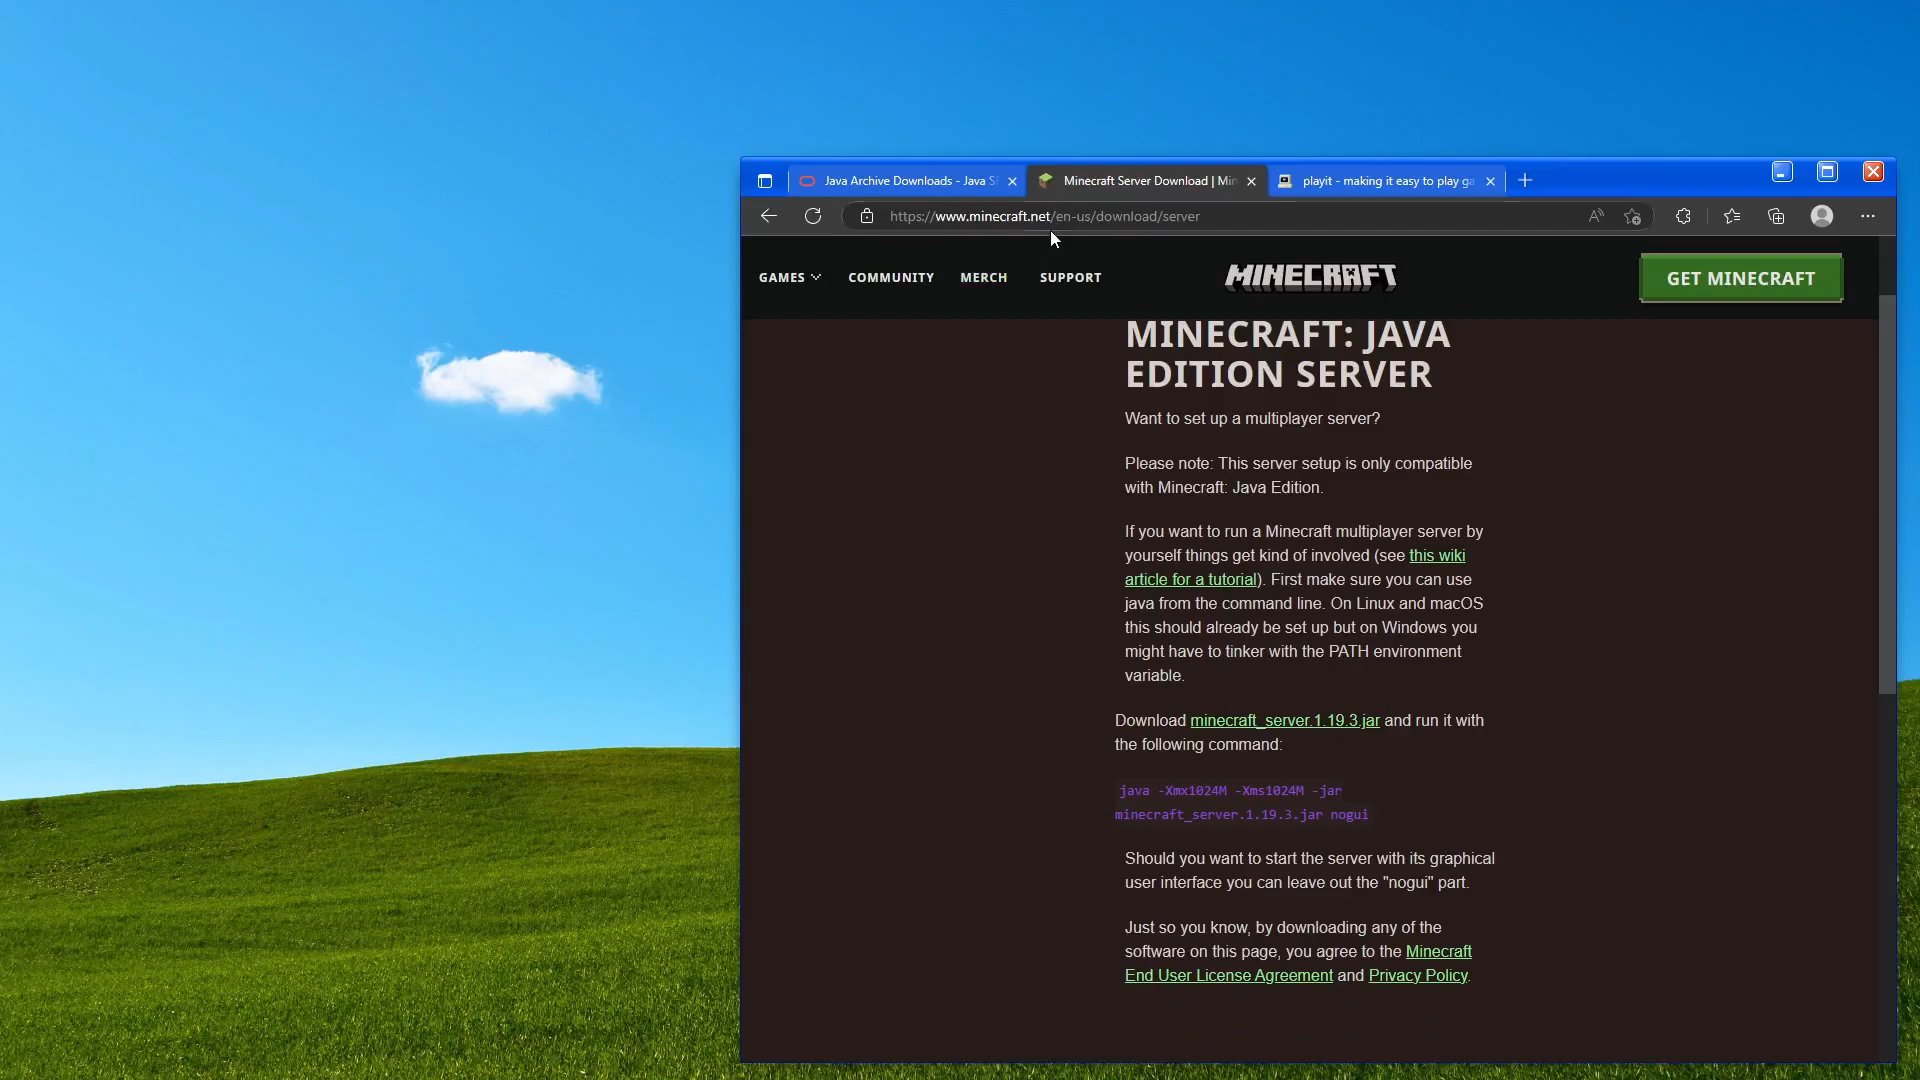 Java Archive Downloads - Java S
Minecraft Server Download | Min
playit - making it easy to play ga
https://www.minecraft.net/en-us/download/server
GAMES
COMMUNITY
MERCH
SUPPORT
MINECRAFT
GET MINECRAFT
MINECRAFT: JAVA
EDITION SERVER
Want to set up a multiplayer server?
Please note: This server setup is only compatible
with Minecraft: Java Edition.
If you want to run a Minecraft multiplayer server by
yourself things get kind of involved (see this wiki
article for a tutorial). First make sure you can use
java from the command line. On Linux and macOS
this should already be set up but on Windows you
might have to tinker with the PATH environment
variable.
Download minecraft_server.1.19.3.jar and run it with
the following command:
java -Xmx1024M -Xms1024M -jar
minecraft_server.1.19.3.jar nogui
Should you want to start the server with its graphical
user interface you can leave out the "nogui" part.
Just so you know, by downloading any of the
software on this page, you agree to the Minecraft
End User License Agreement and Privacy Policy.